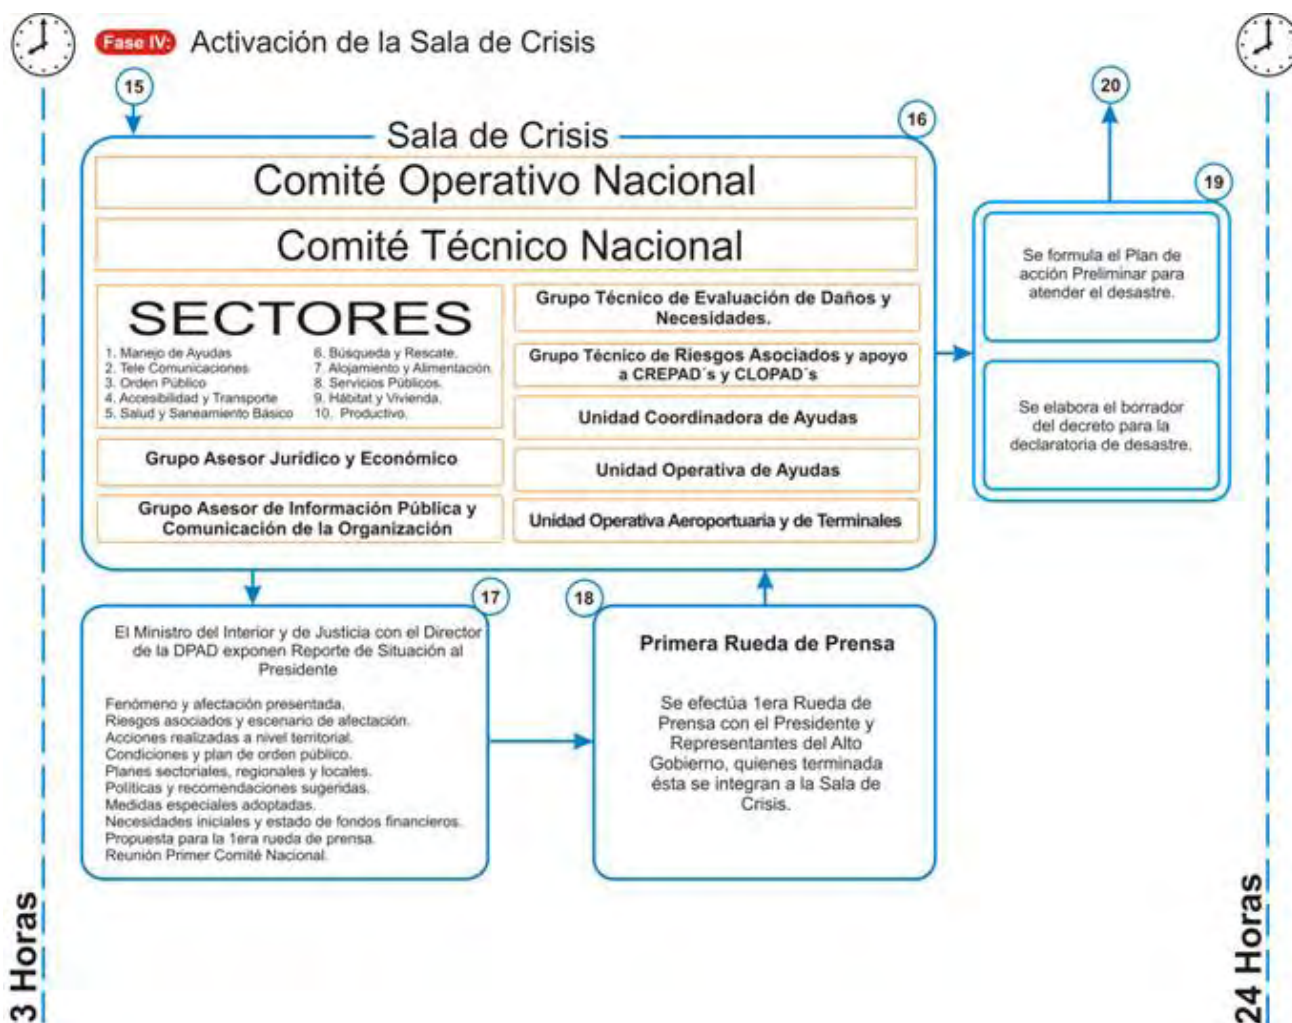 Fase IV: Activación de la Sala de Crisis
15
16
Sala de Crisis
Comité Operativo Nacional
Comité Técnico Nacional
SECTORES
1. Manejo de Ayudas
2. Tele Comunicaciones
3. Orden Público
4. Accesibilidad y Transporte
5. Salud y Saneamiento Básico
6. Búsqueda y Rescate.
7. Alojamiento y Alimentación.
8. Servicios Públicos.
9. Hábitat y Vivienda.
10. Productivo.
Grupo Asesor Jurídico y Económico
Grupo Asesor de Información Pública y
Comunicación de la Organización
Grupo Técnico de Evaluación de Daños y
Necesidades.
Grupo Técnico de Riesgos Asociados y apoyo
a CREPAD´s y CLOPAD´s
Unidad Coordinadora de Ayudas
Unidad Operativa de Ayudas
Unidad Operativa Aeroportuaria y de Terminales
17
El Ministro del Interior y de Justicia con el Director
de la DPAD exponen Reporte de Situación al
Presidente
Fenómeno y afectación presentada.
Riesgos asociados y escenario de afectación.
Acciones realizadas a nivel territorial.
Condiciones y plan de orden público.
Planes sectoriales, regionales y locales.
Políticas y recomendaciones sugeridas.
Medidas especiales adoptadas.
Necesidades iniciales y estado de fondos financieros.
Propuesta para la 1era rueda de prensa.
Reunión Primer Comité Nacional.
18
Primera Rueda de Prensa
Se efectúa 1era Rueda de
Prensa con el Presidente y
Representantes del Alto
Gobierno, quienes terminada
ésta se integran a la Sala de
Crisis.
20
19
Se formula el Plan de
acción Preliminar para
atender el desastre.
Se elabora el borrador
del decreto para la
declaratoria de desastre.
3 Horas
24 Horas